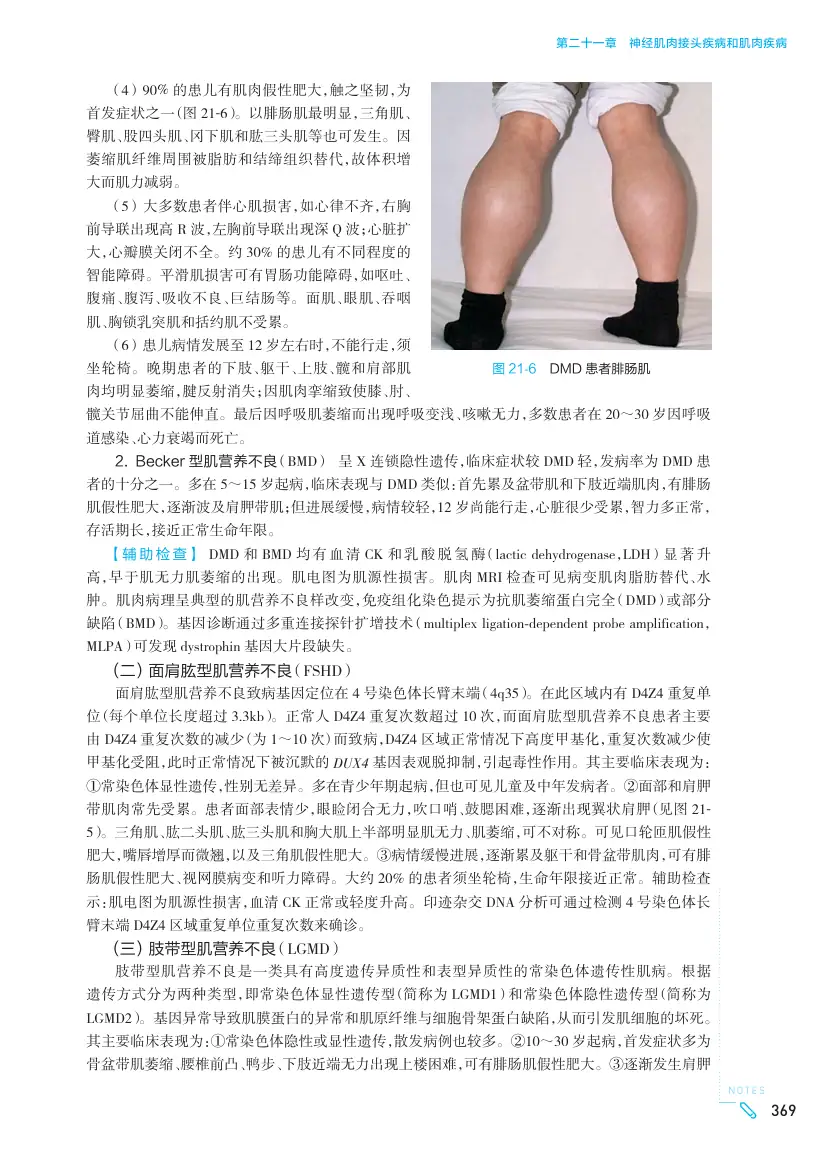 第二十一章 神经肌肉接头疾病和肌肉疾病
（4）90% 的患儿有肌肉假性肥大，触之坚韧，为
首发症状之一（图 21-6）。以腓肠肌最明显，三角肌、
臀肌、股四头肌、冈下肌和肱三头肌等也可发生。因
萎缩肌纤维周围被脂肪和结缔组织替代，故体积增
大而肌力减弱。
（5）大多数患者伴心肌损害，如心律不齐，右胸
前导联出现高 R 波，左胸前导联出现深 Q 波；心脏扩
大，心瓣膜关闭不全。约 30% 的患儿有不同程度的
智能障碍。平滑肌损害可有胃肠功能障碍，如呕吐、
腹痛、腹泻、吸收不良、巨结肠等。面肌、眼肌、吞咽
肌、胸锁乳突肌和括约肌不受累。
（6）患儿病情发展至 12 岁左右时，不能行走，须
坐轮椅。晚期患者的下肢、躯干、上肢、髋和肩部肌
肉均明显萎缩，腱反射消失；因肌肉挛缩致使膝、肘、
髋关节屈曲不能伸直。最后因呼吸肌萎缩而出现呼吸变浅、咳嗽无力，多数患者在 20～30 岁因呼吸
道感染、心力衰竭而死亡。
图 21-6 DMD 患者腓肠肌
2. Becker 型肌营养不良（BMD） 呈 X 连锁隐性遗传，临床症状较 DMD 轻，发病率为 DMD 患
者的十分之一。多在 5～15 岁起病，临床表现与 DMD 类似：首先累及盆带肌和下肢近端肌肉，有腓肠
肌假性肥大，逐渐波及肩胛带肌；但进展缓慢，病情较轻，12 岁尚能行走，心脏很少受累，智力多正常，
存活期长，接近正常生命年限。
【辅助检查】 DMD 和 BMD 均有血清 CK 和乳酸脱氢酶（lactic dehydrogenase，LDH）显著升
高，早于肌无力肌萎缩的出现。肌电图为肌源性损害。肌肉 MRI 检查可见病变肌肉脂肪替代、水
肿。肌肉病理呈典型的肌营养不良样改变，免疫组化染色提示为抗肌萎缩蛋白完全（DMD）或部分
缺陷（BMD）。基因诊断通过多重连接探针扩增技术（multiplex ligation-dependent probe amplification，
MLPA）可发现 dystrophin 基因大片段缺失。
（二）面肩肱型肌营养不良（FSHD）
面肩肱型肌营养不良致病基因定位在 4 号染色体长臂末端（4q35）。在此区域内有 D4Z4 重复单
位（每个单位长度超过 3.3kb）。正常人 D4Z4 重复次数超过 10 次，而面肩肱型肌营养不良患者主要
由 D4Z4 重复次数的减少（为 1～10 次）而致病，D4Z4 区域正常情况下高度甲基化，重复次数减少使
甲基化受阻，此时正常情况下被沉默的 DUX4 基因表观脱抑制，引起毒性作用。其主要临床表现为：
①常染色体显性遗传，性别无差异。多在青少年期起病，但也可见儿童及中年发病者。②面部和肩胛
带肌肉常先受累。患者面部表情少，眼睑闭合无力，吹口哨、鼓腮困难，逐渐出现翼状肩胛（见图 21-
5）。三角肌、肱二头肌、肱三头肌和胸大肌上半部明显肌无力、肌萎缩，可不对称。可见口轮匝肌假性
肥大，嘴唇增厚而微翘，以及三角肌假性肥大。③病情缓慢进展，逐渐累及躯干和骨盆带肌肉，可有腓
肠肌假性肥大、视网膜病变和听力障碍。大约 20% 的患者须坐轮椅，生命年限接近正常。辅助检查
示：肌电图为肌源性损害，血清 CK 正常或轻度升高。印迹杂交 DNA 分析可通过检测 4 号染色体长
臂末端 D4Z4 区域重复单位重复次数来确诊。
（三）肢带型肌营养不良（LGMD）
肢带型肌营养不良是一类具有高度遗传异质性和表型异质性的常染色体遗传性肌病。根据
遗传方式分为两种类型，即常染色体显性遗传型（简称为 LGMD1）和常染色体隐性遗传型（简称为
LGMD2）。基因异常导致肌膜蛋白的异常和肌原纤维与细胞骨架蛋白缺陷，从而引发肌细胞的坏死。
其主要临床表现为：①常染色体隐性或显性遗传，散发病例也较多。②10～30 岁起病，首发症状多为
骨盆带肌萎缩、腰椎前凸、鸭步、下肢近端无力出现上楼困难，可有腓肠肌假性肥大。③逐渐发生肩胛
NOTES
369